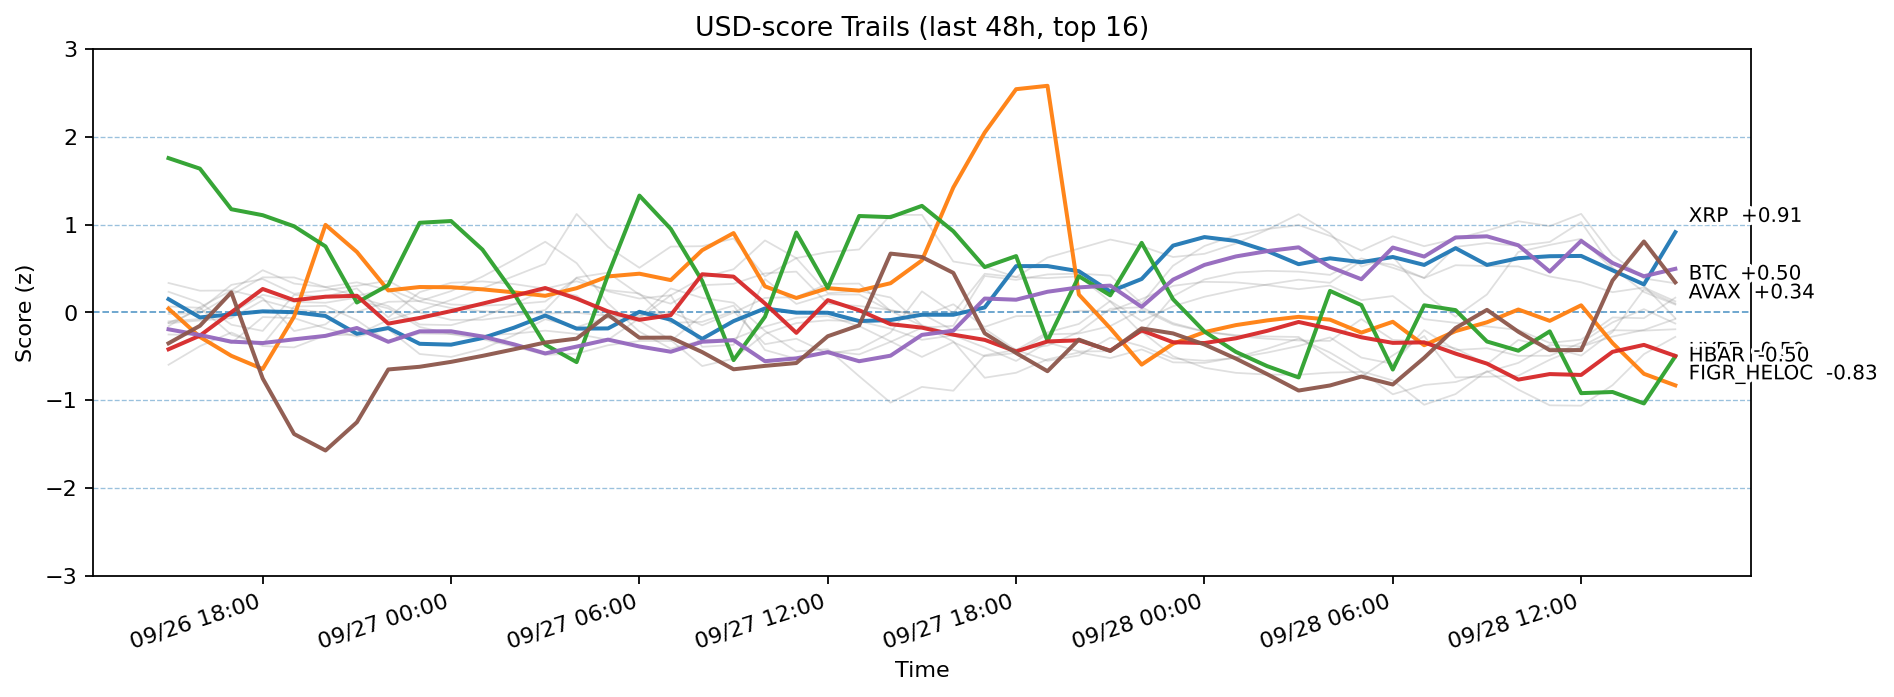 USD-score Trails (last 48h, top 16)
Score (z)
3
2
1
0
−1
−2
−3
XRP +0.91
BTC +0.50
AVAX +0.34
HBAR -0.50
FIGR_HELOC -0.83
09/26 18:00
09/27 00:00
09/27 06:00
09/27 12:00
09/27 18:00
09/28 00:00
09/28 06:00
09/28 12:00
Time